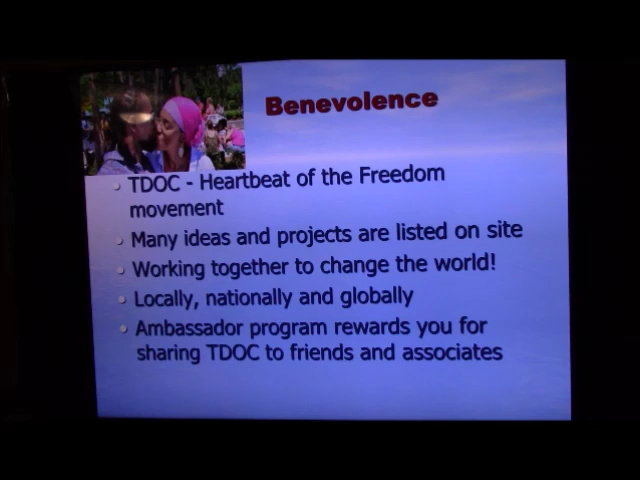 Benevolence
TDOC - Heartbeat of the Freedom
movement
Many ideas and projects are listed on site
Working together to change the world!
Locally, nationally and globally
Ambassador program rewards you for
sharing TDOC to friends and associates